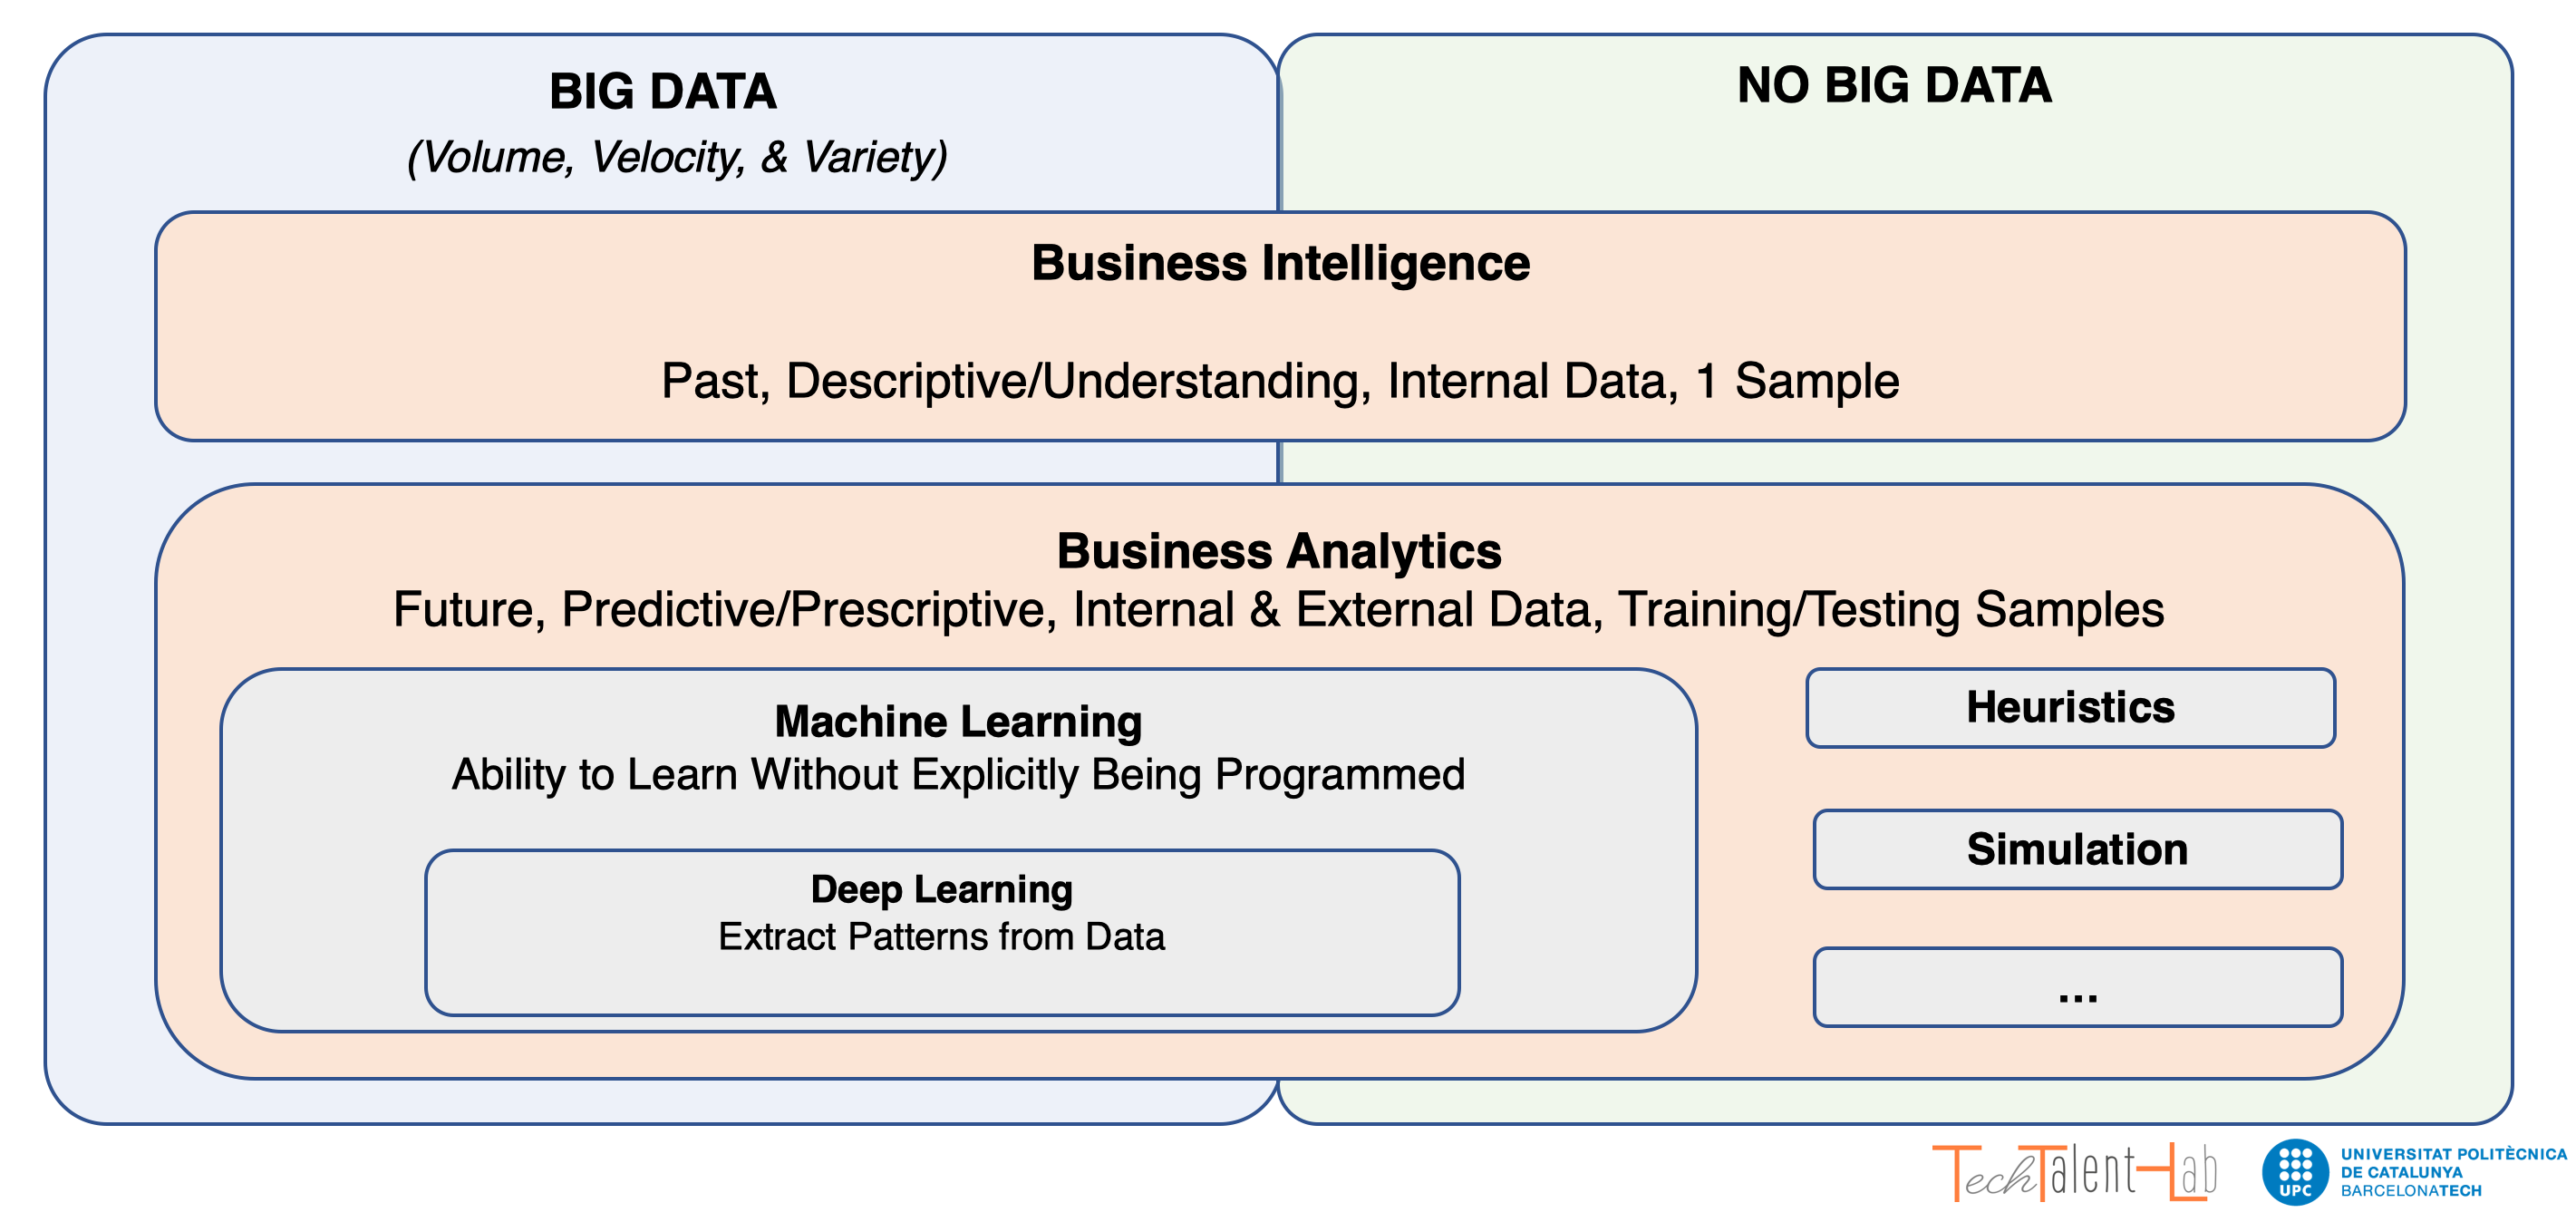 BIG DATA
(Volume, Velocity, & Variety)
NO BIG DATA
Business Intelligence
Past, Descriptive/Understanding, Internal Data, 1 Sample
Business Analytics
Future, Predictive/Prescriptive, Internal & External Data, Training/Testing Samples
Machine Learning
Ability to Learn Without Explicitly Being Programmed
Deep Learning
Extract Patterns from Data
Heuristics
Simulation
...
TechTalent-Lab
UPC
UNIVERSITAT POLITÈCNICA
DE CATALUNYA
BARCELONATECH